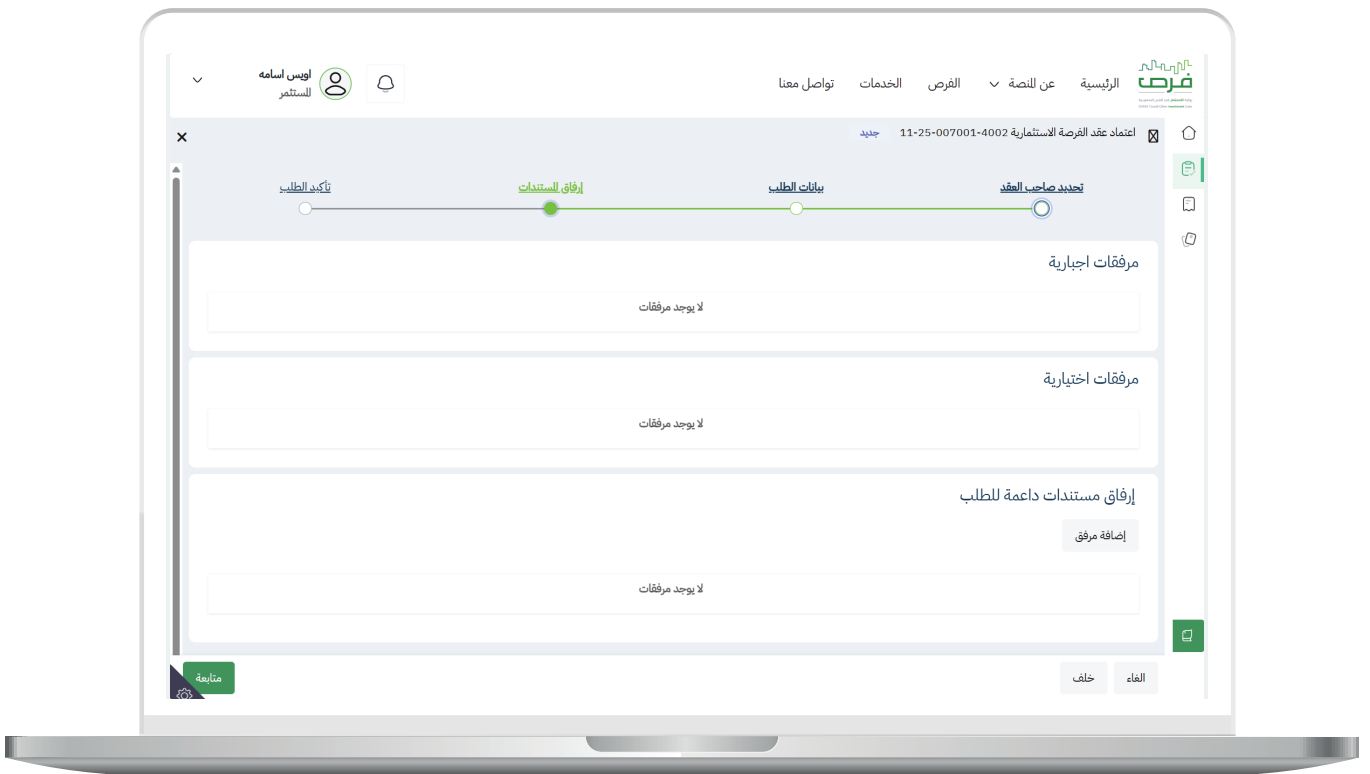 فرص
الرئيسية
عن المنصة
الفرص
الخدمات
تواصل معنا
اويس اسامه
المستثمر
اعتماد عقد الفرصة الاستثمارية 4002-007001-25-11
جديد
تحديد صاحب العقد
بيانات الطلب
إرفاق المستندات
تأكيد الطلب
مرفقات اجبارية
لا يوجد مرفقات
مرفقات اختيارية
لا يوجد مرفقات
إرفاق مستندات داعمة للطلب
إضافة مرفق
لا يوجد مرفقات
الغاء
خلف
متابعة